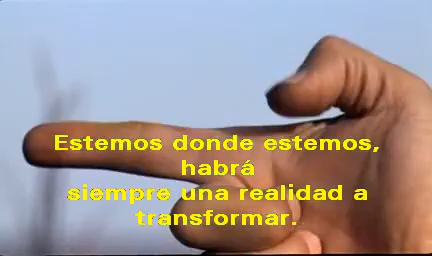 Estemos donde estemos,
habrá
siempre una realidad a
transformar.